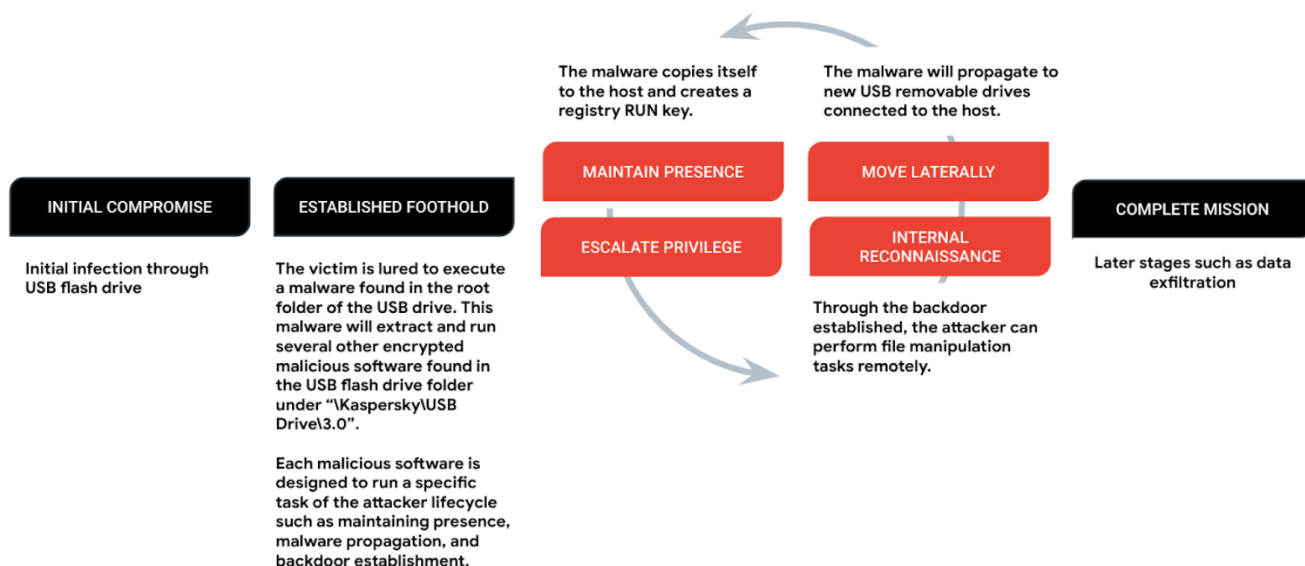 INITIAL COMPROMISE
Initial infection through
USB flash drive
ESTABLISHED FOOTHOLD
The victim is lured to execute
a malware found in the root
folder of the USB drive. This
malware will extract and run
several other encrypted
malicious software found in
the USB flash drive folder
under “\Kaspersky\USB
Drive\3.0”.
Each malicious software is
designed to run a specific
task of the attacker lifecycle
such as maintaining presence,
malware propagation, and
backdoor establishment.
The malware copies itself
to the host and creates a
registry RUN key.
MAINTAIN PRESENCE
ESCALATE PRIVILEGE
The malware will propagate to
new USB removable drives
connected to the host.
MOVE LATERALLY
INTERNAL
RECONNAISSANCE
Through the backdoor
established, the attacker can
perform file manipulation
tasks remotely.
COMPLETE MISSION
Later stages such as data
exfiltration